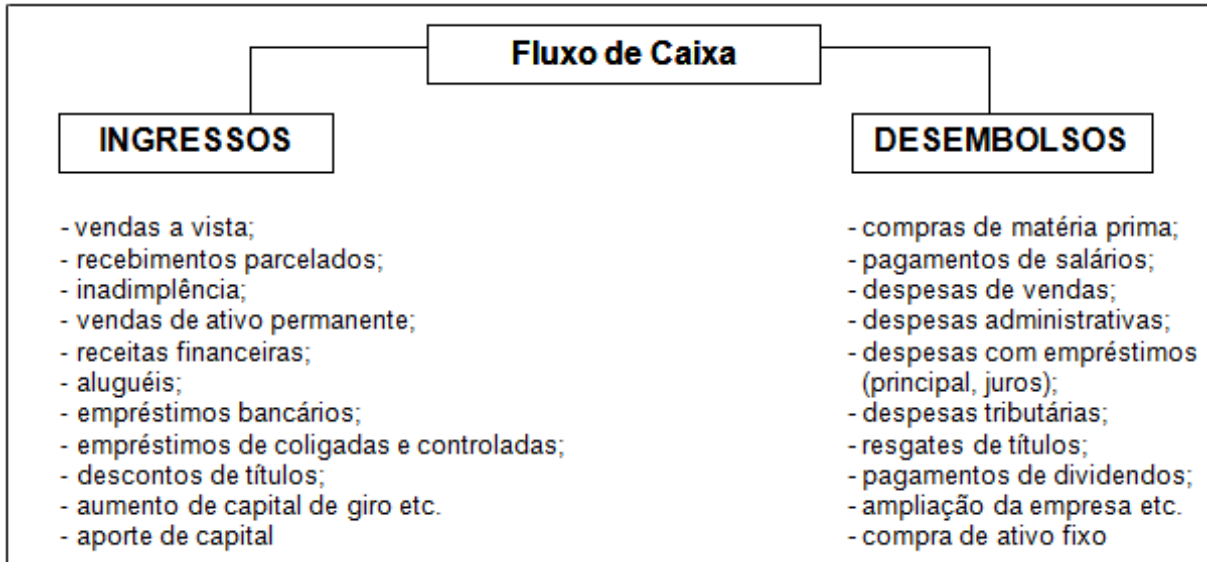 Fluxo de Caixa
INGRESSOS
- vendas a vista;
- recebimentos parcelados;
- inadimplência;
- vendas de ativo permanente;
- receitas financeiras;
- aluguéis;
- empréstimos bancários;
- empréstimos de coligadas e controladas;
- descontos de títulos;
- aumento de capital de giro etc.
- aporte de capital
DESEMBOLSOS
- compras de matéria prima;
- pagamentos de salários;
- despesas de vendas;
- despesas administrativas;
- despesas com empréstimos
(principal, juros);
- despesas tributárias;
- resgates de títulos;
- pagamentos de dividendos;
- ampliação da empresa etc.
- compra de ativo fixo